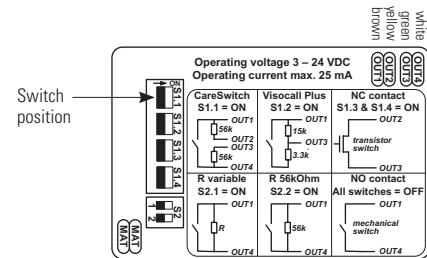 brown
yellow
green
white
OUT1
OUT2
OUT3
OUT4
Operating voltage 3 – 24 VDC
Operating current max. 25 mA
Switch
position
ON
S1.1
S1.2
S1.3
S1.4
1
2
S2
MAT
MAT
CareSwitch
S1.1 = ON
OUT1
56k
OUT2
OUT3
56k
OUT4
Visocall Plus
S1.2 = ON
OUT1
15k
OUT3
3.3k
OUT4
NC contact
S1.3 & S1.4 = ON
OUT2
transistor
switch
OUT3
R variable
S2.1 = ON
OUT1
R
OUT4
R 56kOhm
S2.2 = ON
OUT1
56k
OUT4
NO contact
All switches = OFF
OUT1
mechanical
switch
OUT4